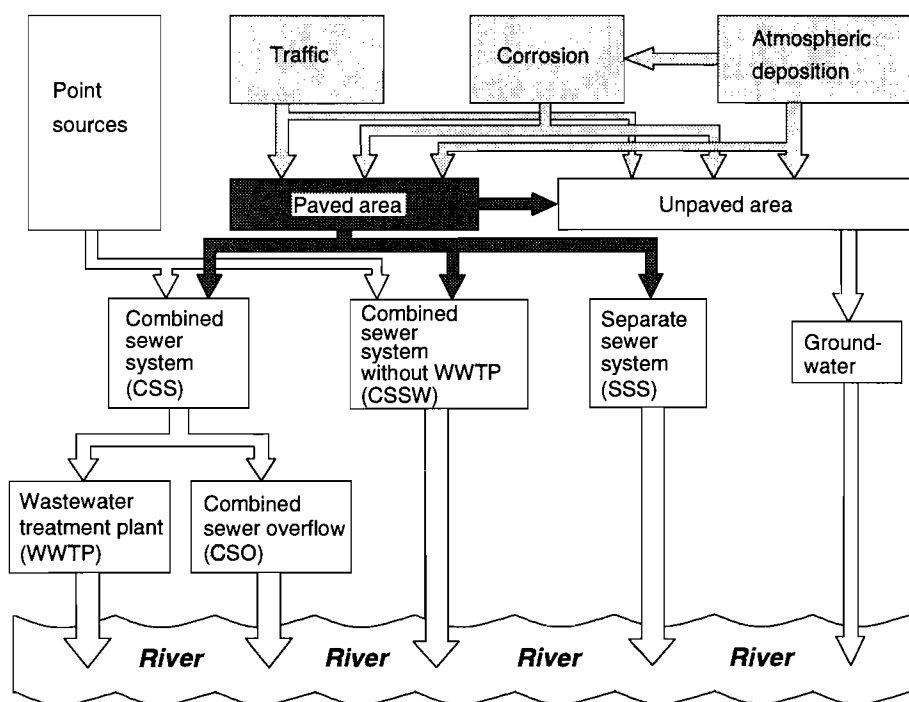 Traffic
Corrosion
Atmospheric
deposition
Point
sources
Paved area
Unpaved area
Combined
sewer
system
(CSS)
Combined
sewer
system
without WWTP
(CSSW)
Separate
sewer
system
(SSS)
Ground-
water
Wastewater
treatment plant
(WWTP)
Combined
sewer overflow
(CSO)
River
River
River
River